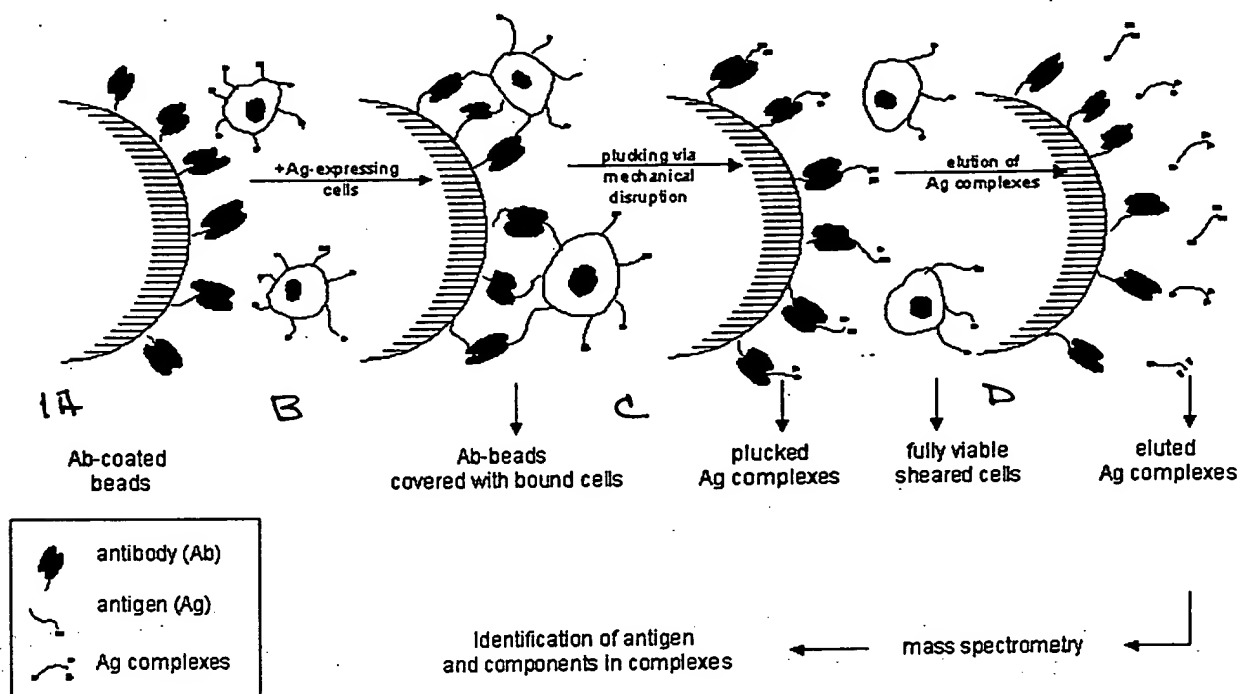 +Ag-expressing
cells
plucking via
mechanical
disruption
elution of
Ag complexes
1A
B
C
D
Ab-coated
beads
Ab-beads
covered with bound cells
plucked
Ag complexes
fully viable
sheared cells
eluted
Ag complexes
antibody (Ab)
antigen (Ag)
Ag complexes
Identification of antigen
and components in complexes
mass spectrometry